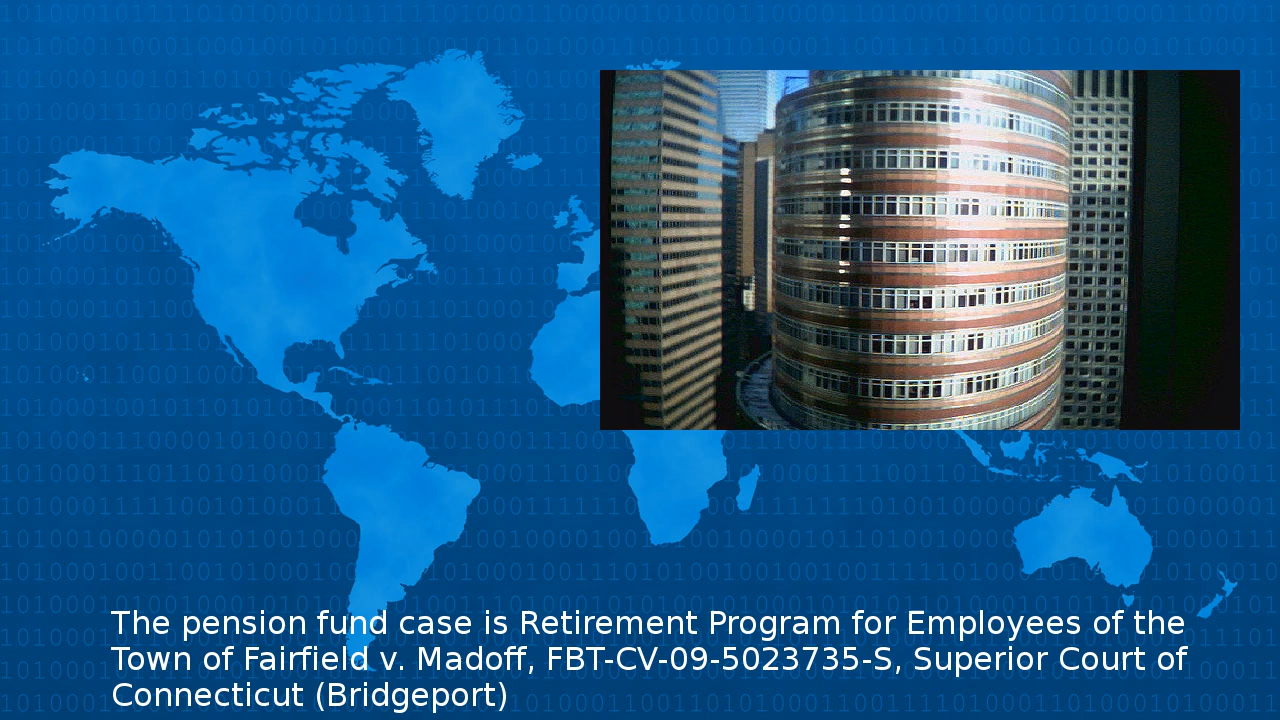 The pension fund case is Retirement Program for Employees of the
Town of Fairfield v. Madoff, FBT-CV-09-5023735-S, Superior Court of
Connecticut (Bridgeport)